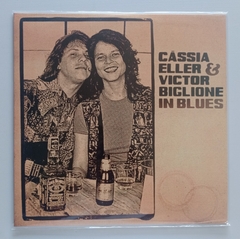 CÁSSIA
ELLER &
VICTOR
BIGLIONE
IN BLUES